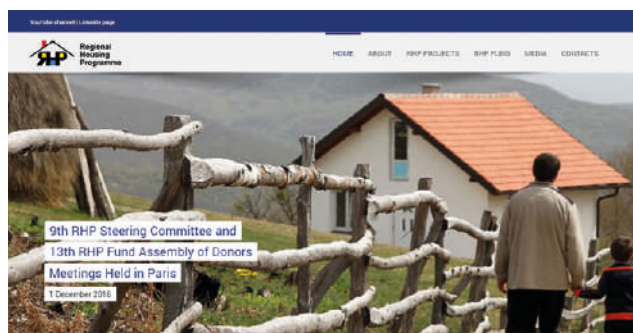 YouTube channel | LinkedIn page
RHP
Regional
Housing
Programme
HOME ABOUT RHP PROJECTS RHP FUND MEDIA CONTACTS
9th RHP Steering Committee and
13th RHP Fund Assembly of Donors
Meetings Held in Paris
1 December 2016